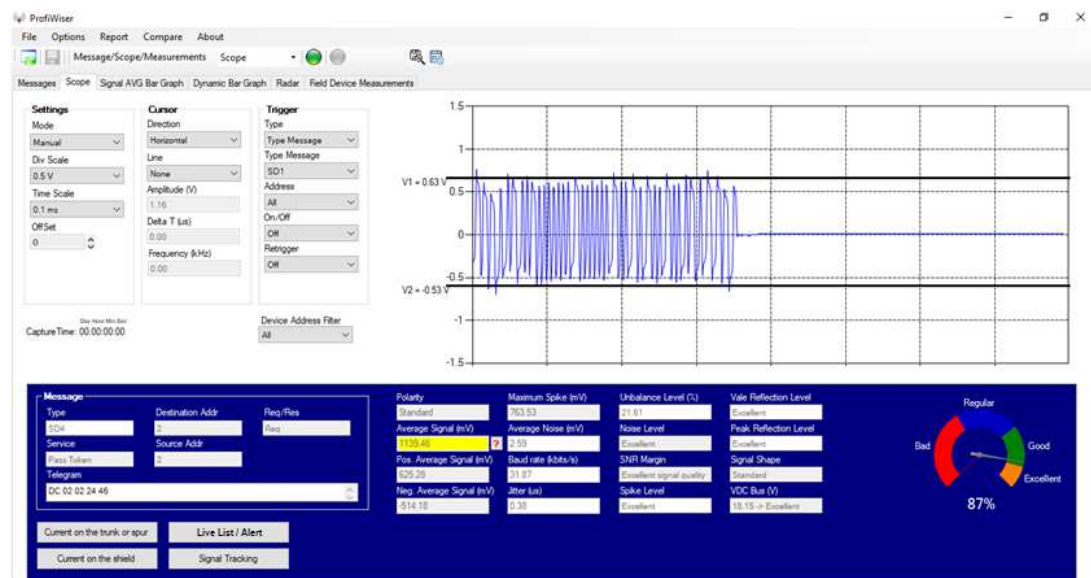 ProfiWiser
File Options Report Compare About
Message/Scope/Measurements Scope
Messages Scope Signal AVG Bar Graph Dynamic Bar Graph Radar Field Device Measurements
Settings
Mode
Manual
Div Scale
0.5 V
Time Scale
0.1 ms
OffSet
0
Cursor
Direction
Horizontal
Line
None
Amplitude (V)
1.16
Delta T (us)
0.00
Frequency (kHz)
0.00
Trigger
Type
Type Message
Type Message
SD1
Address
All
On/Off
Off
Retrigger
Off
Day Hour Min Sec
Capture Time: 00:00:00:00
Device Address Filter
All
1.5
1
V1 = 0.63 V
0.5
0
-0.5
V2 = -0.53 V
-1
-1.5
Message
Type
SD4
Destination Addr
2
Req/Res
Req
Service
Pass Token
Source Addr
2
Telegram
DC 02 02 24 46
Polarity
Standard
Average Signal (mV)
1139.46 ?
Pos. Average Signal (mV)
625.28
Neg. Average Signal (mV)
-514.18
Maximum Spike (mV)
763.53
Average Noise (mV)
2.59
Baud rate (kbits/s)
31.87
Jitter (us)
0.38
Unbalance Level (%)
21.61
Noise Level
Excellent
SNR Margin
Excellent signal quality
Spike Level
Excellent
Vale Reflection Level
Excellent
Peak Reflection Level
Excellent
Signal Shape
Standard
VDC Bus (V)
18.15 -> Excellent
Regular
Bad
Good
Excellent
87%
Current on the trunk or spur
Live List / Alert
Current on the shield
Signal Tracking